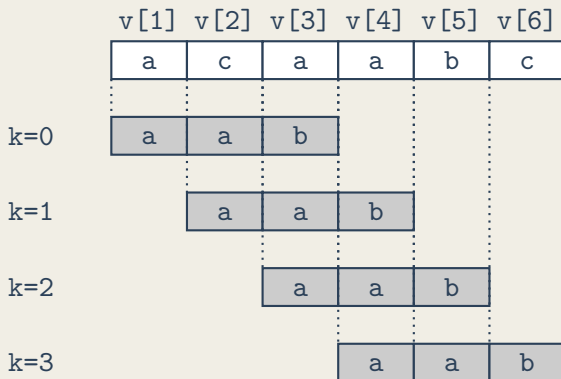 v[1] v[2] v[3] v[4] v[5] v[6]
a c a a b c
k=0 a a b
k=1 a a b
k=2 a a b
k=3 a a b